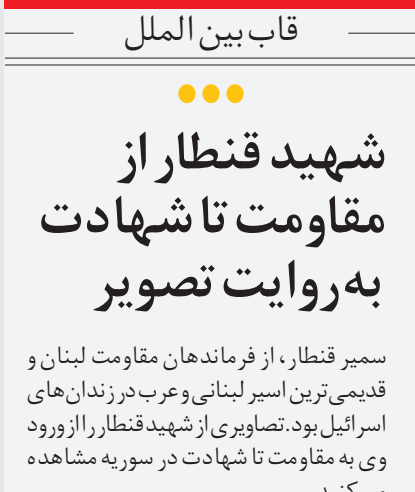 قاب بین الملل
شهید قنطار از
مقاومت تا شهادت
به روایت تصویر
سمیر قنطار، از فرماندهان مقاومت لبنان و
قدیمی‌ترین اسیر لبنانی و عرب در زندان‌های
اسرائیل بود. تصاویری از شهید قنطار را از ورود
وی به مقاومت تا شهادت در سوریه مشاهده